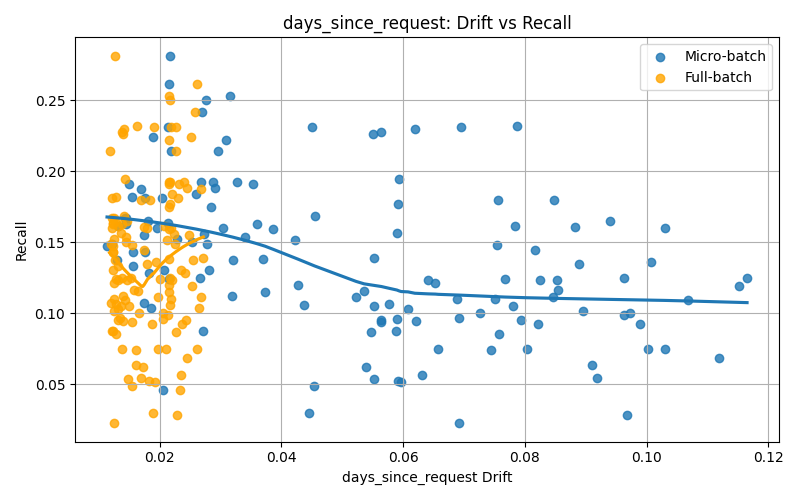 days_since_request: Drift vs Recall
Micro-batch
Full-batch
Recall
0.25
0.20
0.15
0.10
0.05
0.02
0.04
0.06
0.08
0.10
0.12
days_since_request Drift